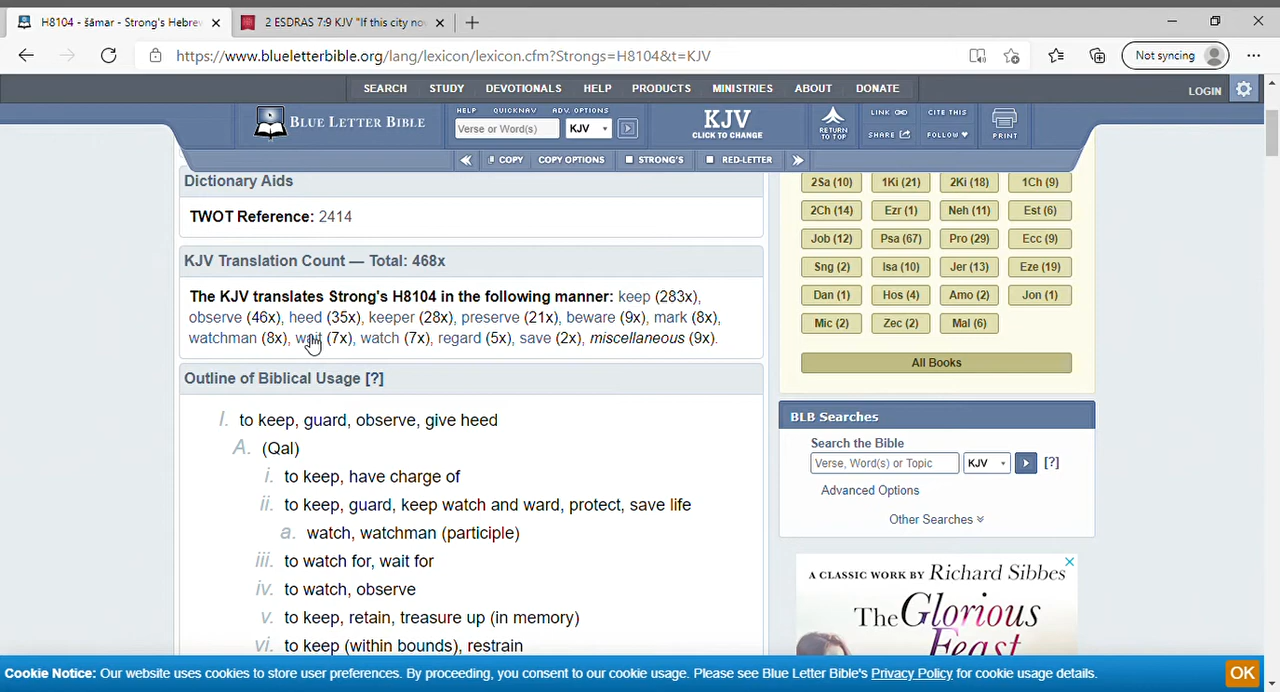 H8104 - šāmar - Strong's Hebrew
2 ESDRAS 7:9 KJV "If this city now
https://www.blueletterbible.org/lang/lexicon/lexicon.cfm?Strongs=H8104&t=KJV
Not syncing
SEARCH STUDY DEVOTIONALS HELP PRODUCTS MINISTRIES ABOUT DONATE
LOGIN
BLUE LETTER BIBLE
HELP QUICKNAV ADV. OPTIONS
Verse or Word(s) KJV
KJV
CLICK TO CHANGE
RETURN TO TOP
LINK CITE THIS
SHARE FOLLOW
PRINT
COPY COPY OPTIONS STRONG'S RED-LETTER
Dictionary Aids
TWOT Reference: 2414
KJV Translation Count — Total: 468x
The KJV translates Strong's H8104 in the following manner: keep (283x),
observe (46x), heed (35x), keeper (28x), preserve (21x), beware (9x), mark (8x),
watchman (8x), wait (7x), watch (7x), regard (5x), save (2x), miscellaneous (9x).
Outline of Biblical Usage [?]
I. to keep, guard, observe, give heed
A. (Qal)
i. to keep, have charge of
ii. to keep, guard, keep watch and ward, protect, save life
a. watch, watchman (participle)
iii. to watch for, wait for
iv. to watch, observe
v. to keep, retain, treasure up (in memory)
vi. to keep (within bounds), restrain
2Sa (10) 1Ki (21) 2Ki (18) 1Ch (9)
2Ch (14) Ezr (1) Neh (11) Est (6)
Job (12) Psa (67) Pro (29) Ecc (9)
Sng (2) Isa (10) Jer (13) Eze (19)
Dan (1) Hos (4) Amo (2) Jon (1)
Mic (2) Zec (2) Mal (6)
All Books
BLB Searches
Search the Bible
Verse, Word(s) or Topic KJV [?]
Advanced Options
Other Searches
A CLASSIC WORK BY Richard Sibbes
The Glorious
Feast
Cookie Notice: Our website uses cookies to store user preferences. By proceeding, you consent to our cookie usage. Please see Blue Letter Bible's Privacy Policy for cookie usage details.
OK